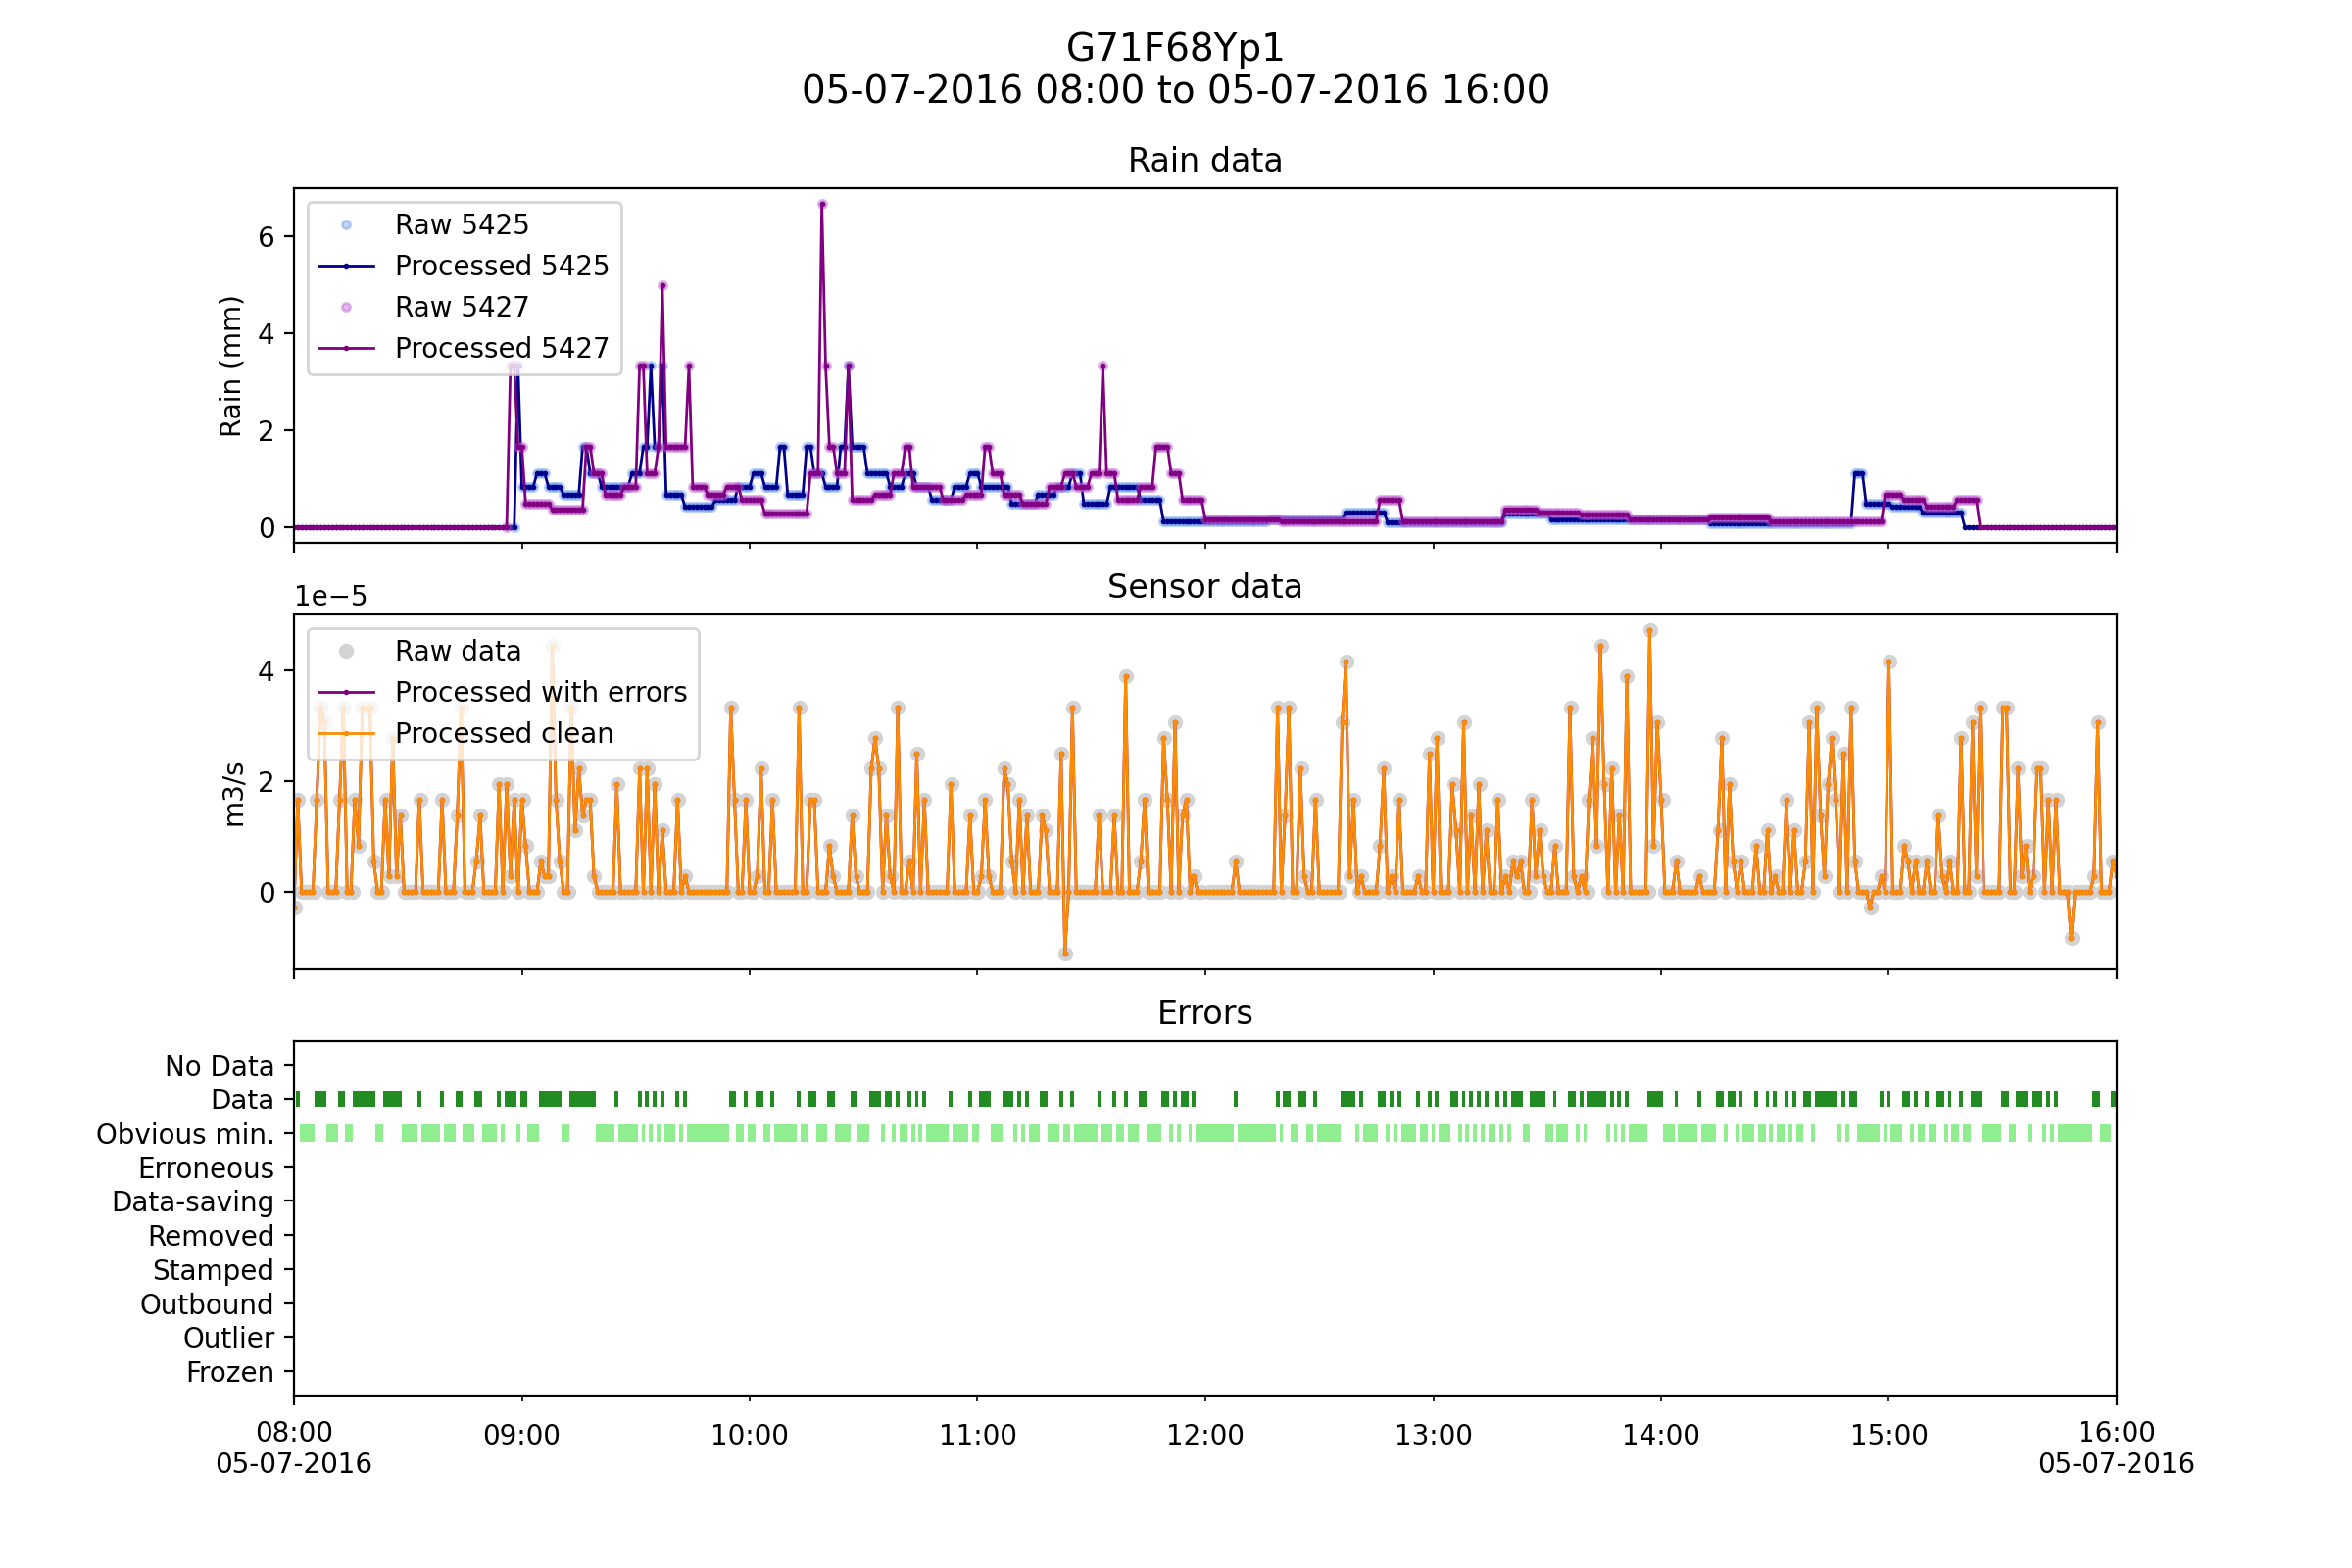 G71F68Yp1
05-07-2016 08:00 to 05-07-2016 16:00
Rain data
Rain (mm)
6
4
2
0
Raw 5425
Processed 5425
Raw 5427
Processed 5427
Sensor data
1e−5
m3/s
4
2
0
Raw data
Processed with errors
Processed clean
Errors
No Data
Data
Obvious min.
Erroneous
Data-saving
Removed
Stamped
Outbound
Outlier
Frozen
08:00 09:00 10:00 11:00 12:00 13:00 14:00 15:00 16:00
05-07-2016 05-07-2016